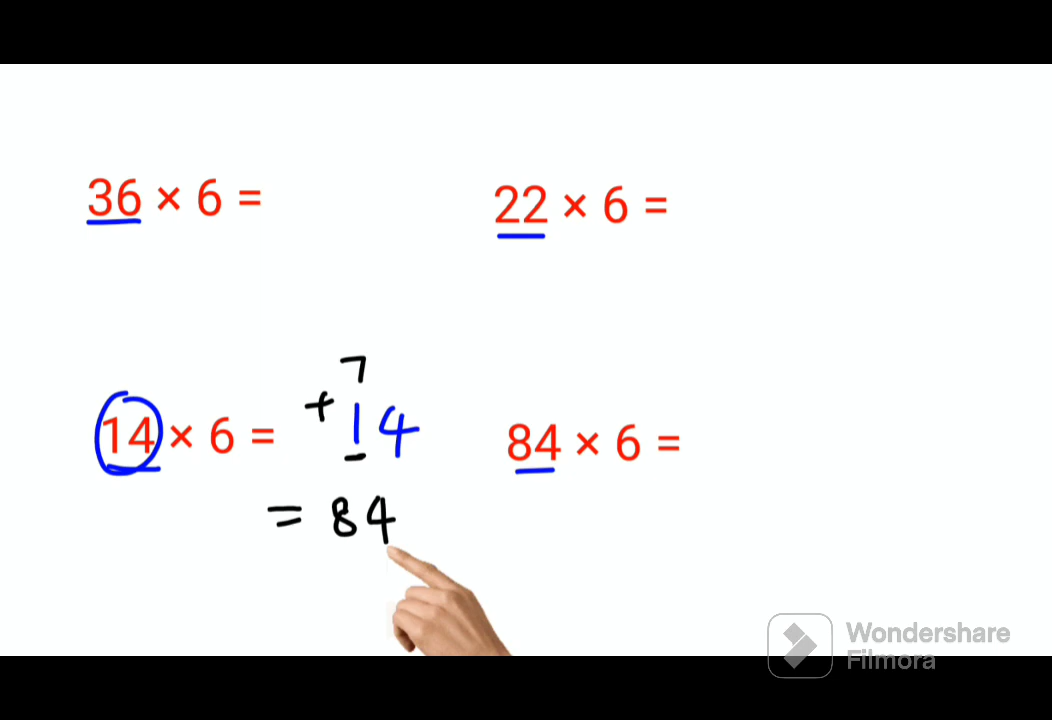 36 × 6 =
22 × 6 =
7
14 × 6 = + 14
= 84
84 × 6 =
Wondershare
Filmora